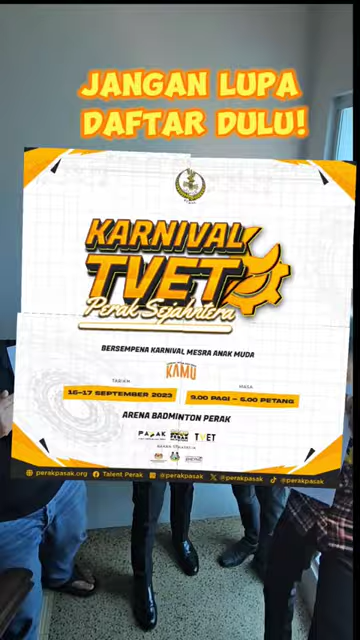 JANGAN LUPA
DAFTAR DULU!
KARNIVAL
TVET
Perak Sejahtera
BERSEMPENA KARNIVAL MESRA ANAK MUDA
KAMU
TARIKH
MASA
16-17 SEPTEMBER 2023
9.00 PAGI – 5.00 PETANG
ARENA BADMINTON PERAK
TVET
perakpasak.org
Talent Perak
@perakpasak
@perakpasak
@perakpasak